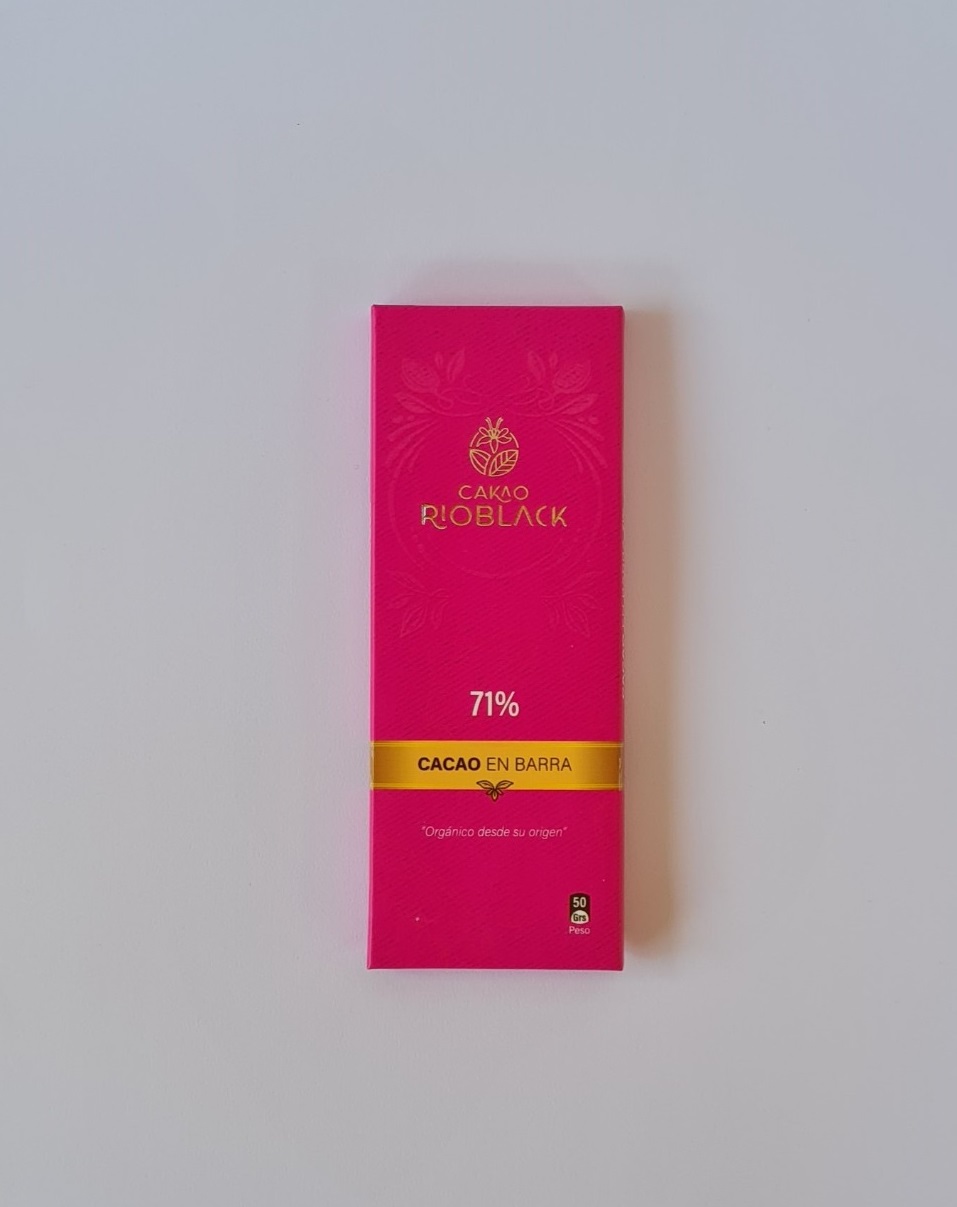 CAKAO
RIOBLACK
71%
CACAO EN BARRA
"Orgánico desde su origen"
50
Grs
Peso